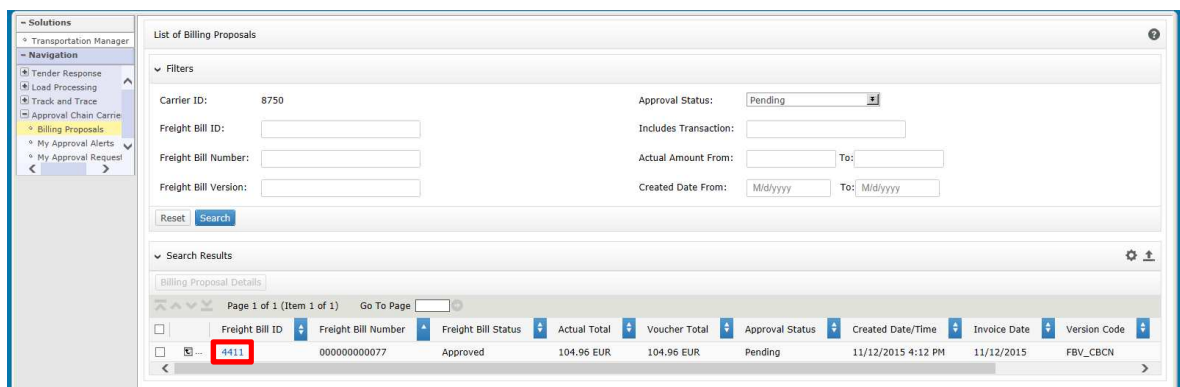 Solutions
Transportation Manager
Navigation
Tender Response
Load Processing
Track and Trace
Approval Chain Carrie
Billing Proposals
My Approval Alerts
My Approval Request
List of Billing Proposals
Filters
Carrier ID: 8750 Approval Status: Pending
Freight Bill ID: Includes Transaction:
Freight Bill Number: Actual Amount From: To:
Freight Bill Version: Created Date From: M/d/yyyy To: M/d/yyyy
Reset Search
Search Results
Billing Proposal Details
Page 1 of 1 (Item 1 of 1) Go To Page
Freight Bill ID Freight Bill Number Freight Bill Status Actual Total Voucher Total Approval Status Created Date/Time Invoice Date Version Code
... 4411 000000000077 Approved 104.96 EUR 104.96 EUR Pending 11/12/2015 4:12 PM 11/12/2015 FBV_CBCN